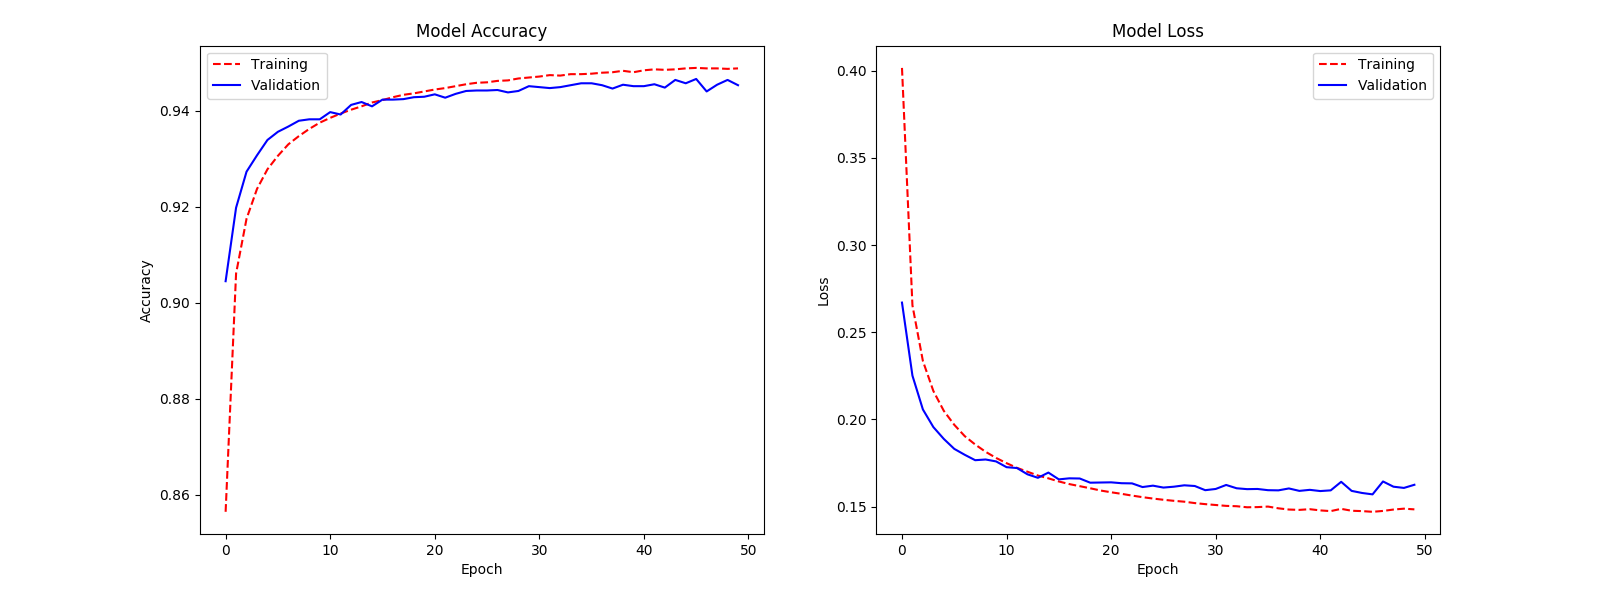 Model Accuracy
Training
Validation
0.94
0.92
0.90
0.88
0.86
Accuracy
0 10 20 30 40 50
Epoch
Model Loss
Training
Validation
0.40
0.35
0.30
0.25
0.20
0.15
Loss
0 10 20 30 40 50
Epoch